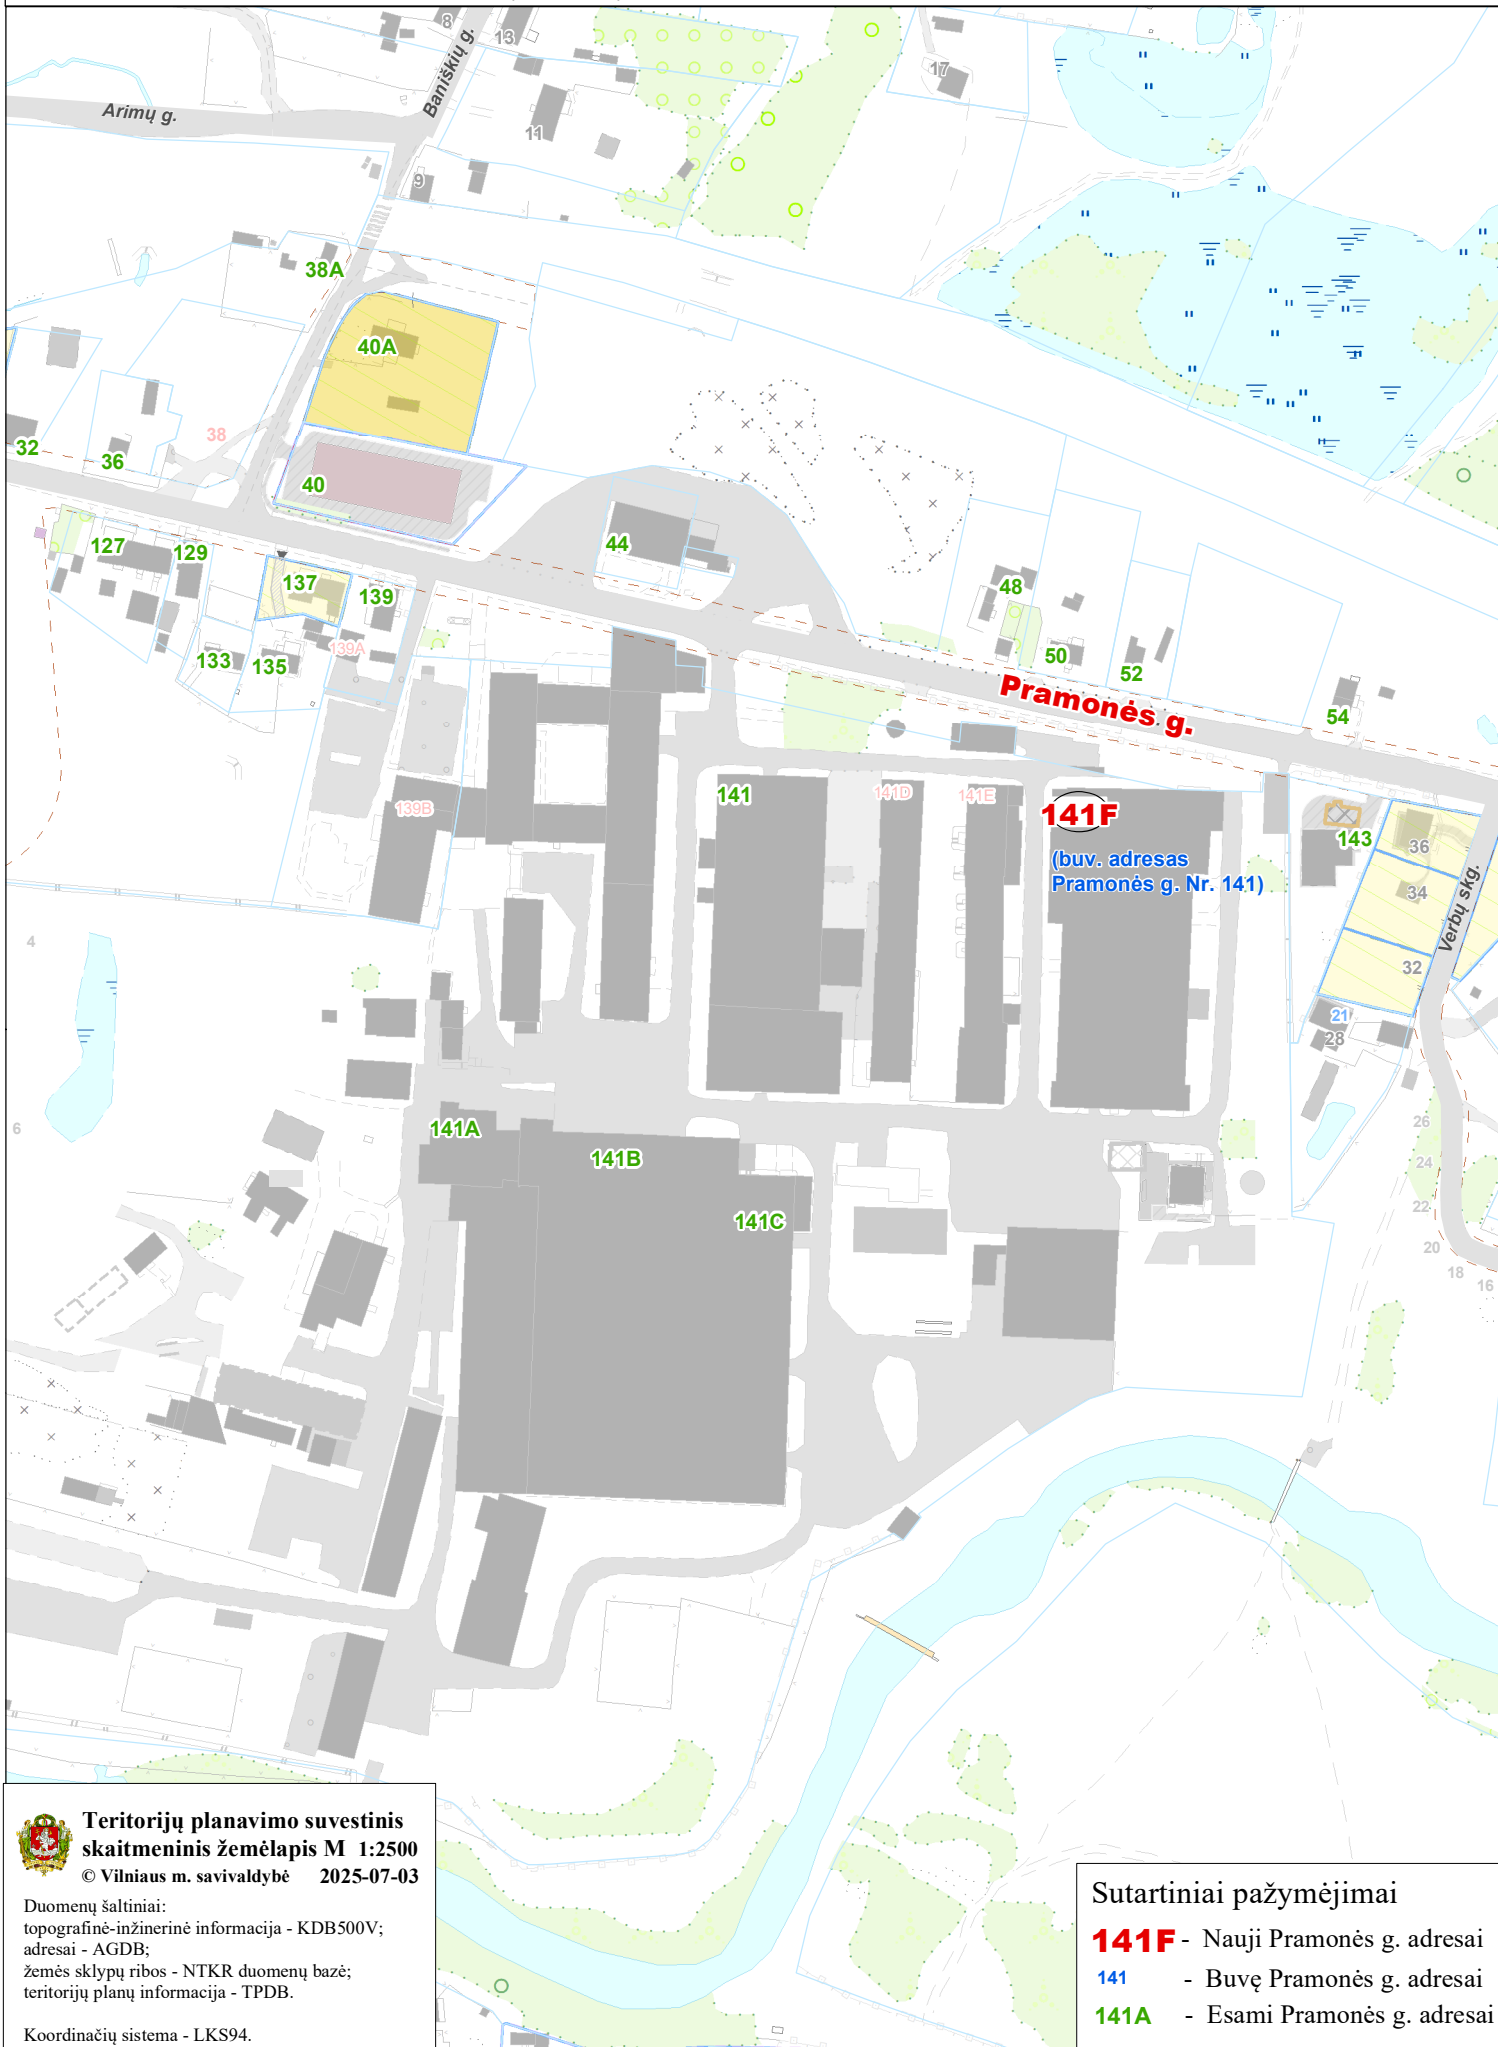 8
13
Baniškių g.
17
Arimų g.
11
9
38A
40A
38
32
36
40
44
127
129
137
139
48
133
135
139A
50
52
Pramonės g.
54
141
141D
141E
139B
141F
143
36
(buv. adresas
Pramonės g. Nr. 141)
34
Verbų skg.
4
32
21
28
6
141A
141B
26
24
141C
22
20
18
16
Teritorijų planavimo suvestinis
skaitmeninis žemėlapis M 1:2500
© Vilniaus m. savivaldybė 2025-07-03
Duomenų šaltiniai:
topografinė-inžinerinė informacija - KDB500V;
adresai - AGDB;
žemės sklypų ribos - NTKR duomenų bazė;
teritorijų planų informacija - TPDB.
Koordinačių sistema - LKS94.
Sutartiniai pažymėjimai
141F - Nauji Pramonės g. adresai
141 - Buvę Pramonės g. adresai
141A - Esami Pramonės g. adresai